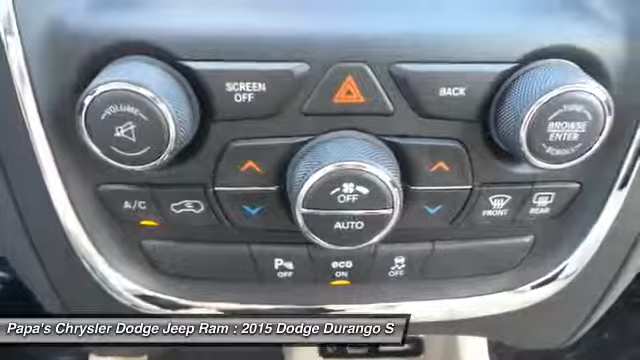 VOLUME
SCREEN
OFF
BACK
TUNE
BROWSE
ENTER
SCROLL
OFF
AUTO
A/C
FRONT
REAR
P
OFF
eco
ON
OFF
Papa's Chrysler Dodge Jeep Ram : 2015 Dodge Durango S